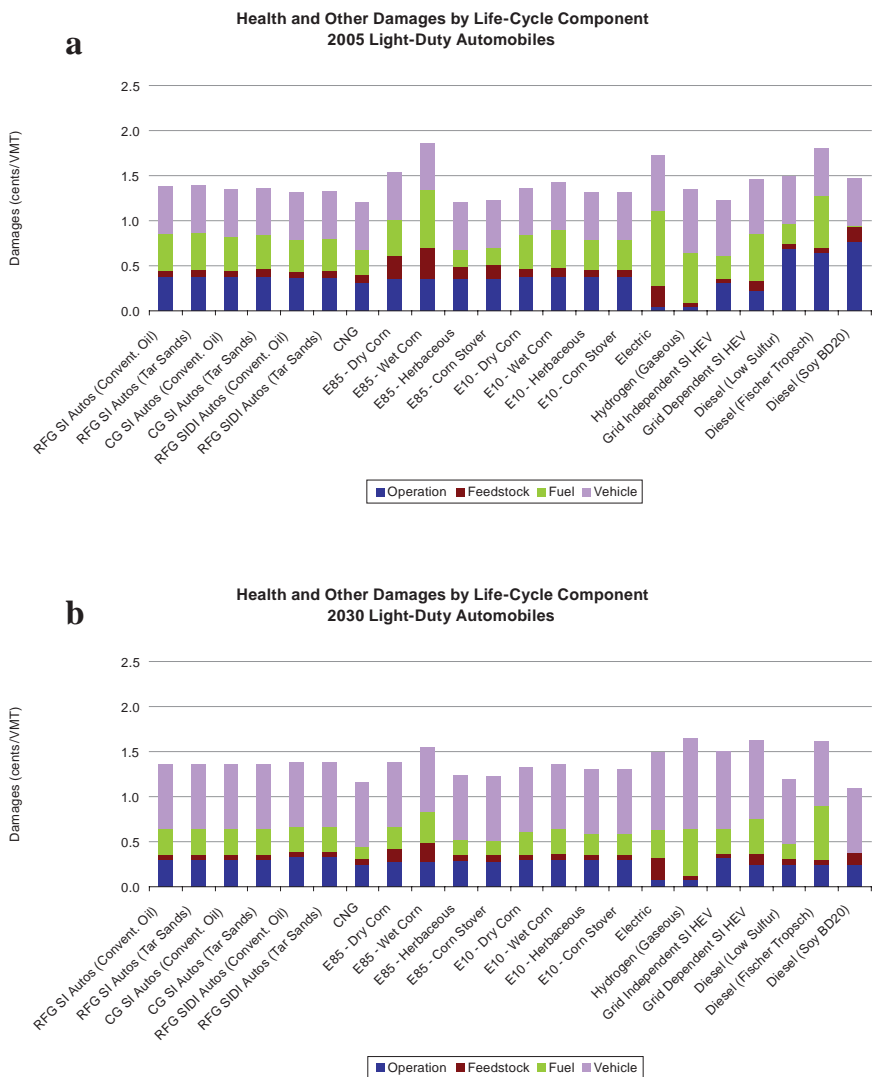 Health and Other Damages by Life-Cycle Component
2005 Light-Duty Automobiles
a
Damages (cents/VMT)
2.5
2.0
1.5
1.0
0.5
0.0
RFG SI Autos (Convent. Oil)
RFG SI Autos (Tar Sands)
CG SI Autos (Convent. Oil)
CG SI Autos (Tar Sands)
RFG SIDI Autos (Convent. Oil)
RFG SIDI Autos (Tar Sands)
CNG
E85 - Dry Corn
E85 - Wet Corn
E85 - Herbaceous
E85 - Corn Stover
E10 - Dry Corn
E10 - Wet Corn
E10 - Herbaceous
E10 - Corn Stover
Electric
Hydrogen (Gaseous)
Grid Independent SI HEV
Grid Dependent SI HEV
Diesel (Low Sulfur)
Diesel (Fischer Tropsch)
Diesel (Soy BD20)
Operation Feedstock Fuel Vehicle
Health and Other Damages by Life-Cycle Component
2030 Light-Duty Automobiles
b
Damages (cents/VMT)
2.5
2.0
1.5
1.0
0.5
0.0
RFG SI Autos (Convent. Oil)
RFG SI Autos (Tar Sands)
CG SI Autos (Convent. Oil)
CG SI Autos (Tar Sands)
RFG SIDI Autos (Convent. Oil)
RFG SIDI Autos (Tar Sands)
CNG
E85 - Dry Corn
E85 - Wet Corn
E85 - Herbaceous
E85 - Corn Stover
E10 - Dry Corn
E10 - Wet Corn
E10 - Herbaceous
E10 - Corn Stover
Electric
Hydrogen (Gaseous)
Grid Independent SI HEV
Grid Dependent SI HEV
Diesel (Low Sulfur)
Diesel (Fischer Tropsch)
Diesel (Soy BD20)
Operation Feedstock Fuel Vehicle